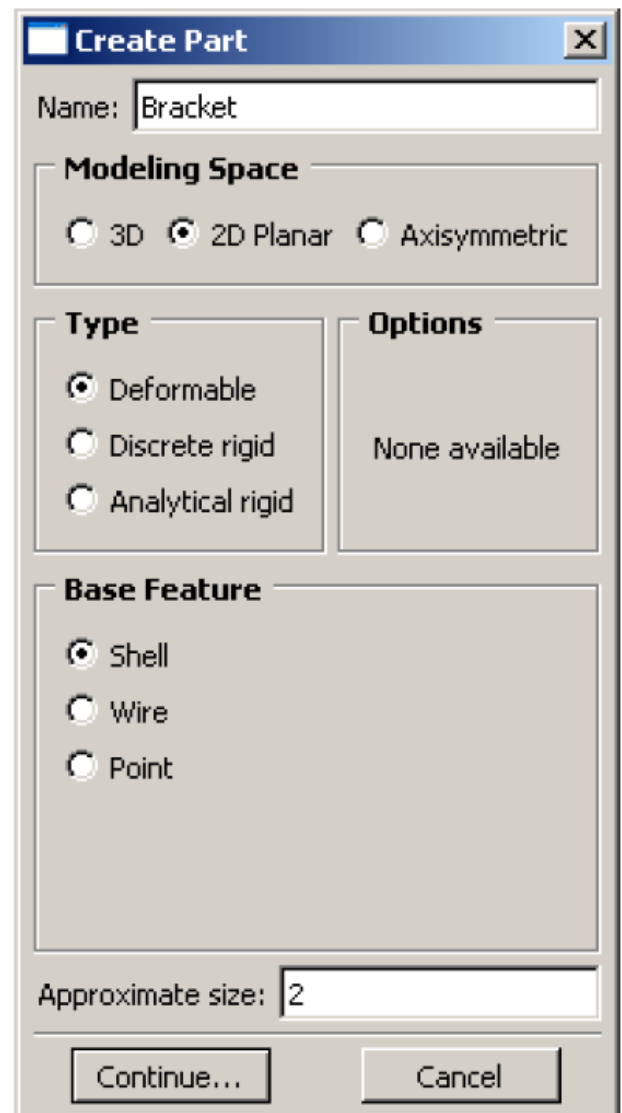 Create Part
Name: Bracket
Modeling Space
3D 2D Planar Axisymmetric
Type
Deformable
Discrete rigid
Analytical rigid
Options
None available
Base Feature
Shell
Wire
Point
Approximate size: 2
Continue... Cancel